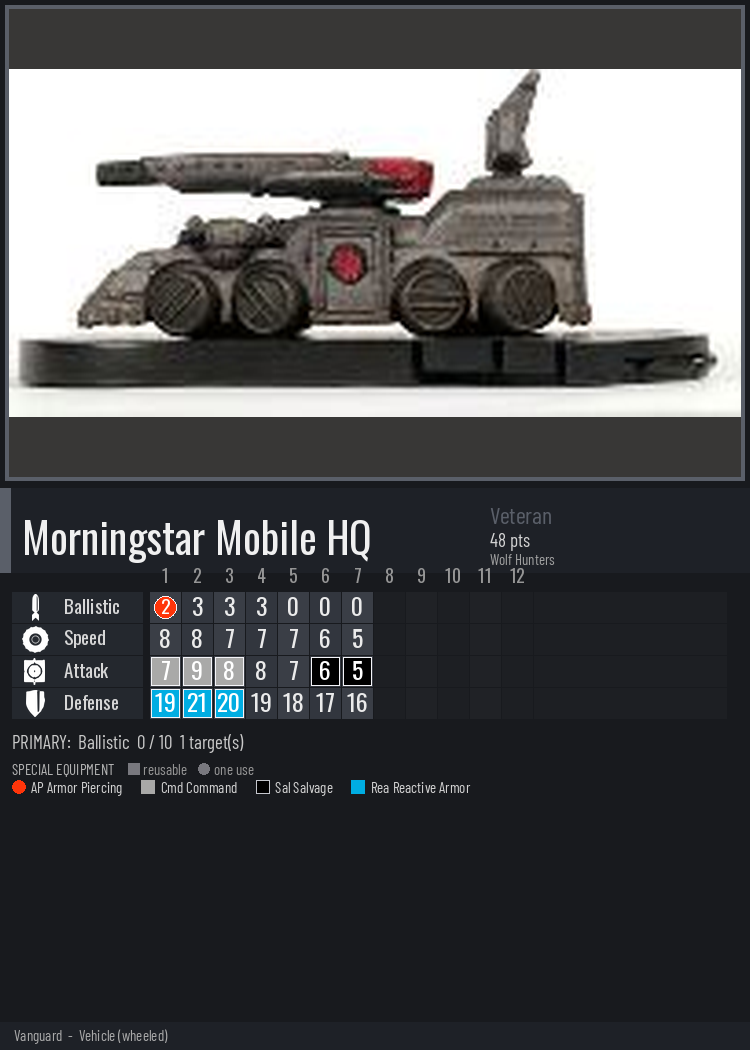 Morningstar Mobile HQ
Veteran
48 pts
Wolf Hunters
1 2 3 4 5 6 7 8 9 10 11 12
Ballistic 2 3 3 3 0 0 0
Speed 8 8 7 7 7 6 5
Attack 7 9 8 8 7 6 5
Defense 19 21 20 19 18 17 16
PRIMARY: Ballistic 0 / 10 1 target(s)
SPECIAL EQUIPMENT reusable one use
AP Armor Piercing Cmd Command Sal Salvage Rea Reactive Armor
Vanguard - Vehicle (wheeled)